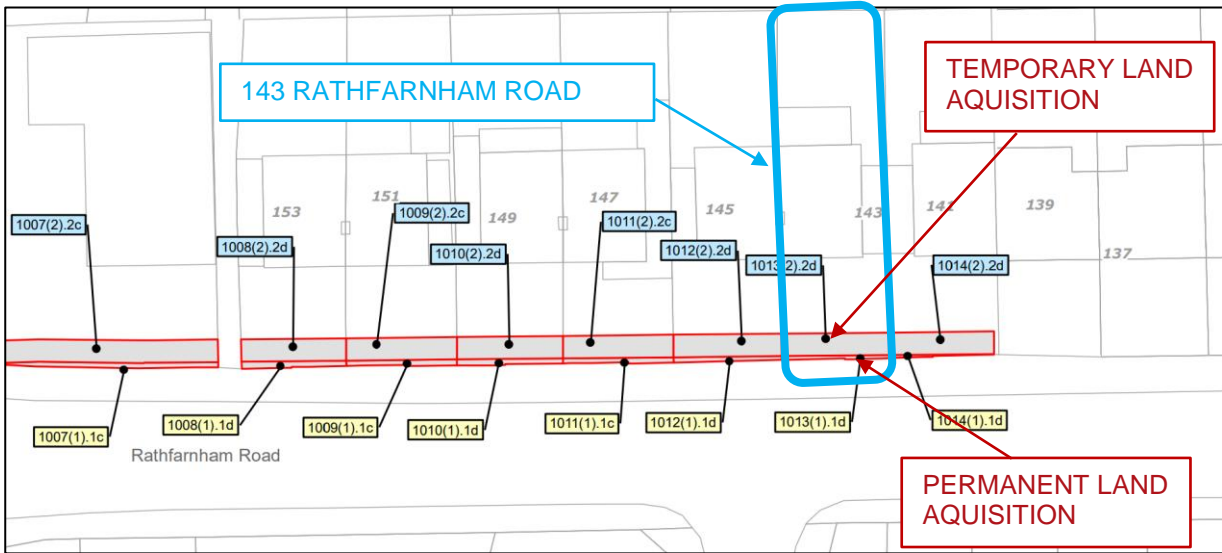 143 RATHFARNHAM ROAD
TEMPORARY LAND
AQUISITION
153
151
149
147
145
143
141
139
137
1007(2).2c
1008(2).2d
1009(2).2c
1010(2).2d
1011(2).2c
1012(2).2d
1013(2).2d
1014(2).2d
1007(1).1c
1008(1).1d
1009(1).1c
1010(1).1d
1011(1).1c
1012(1).1d
1013(1).1d
1014(1).1d
Rathfarnham Road
PERMANENT LAND
AQUISITION